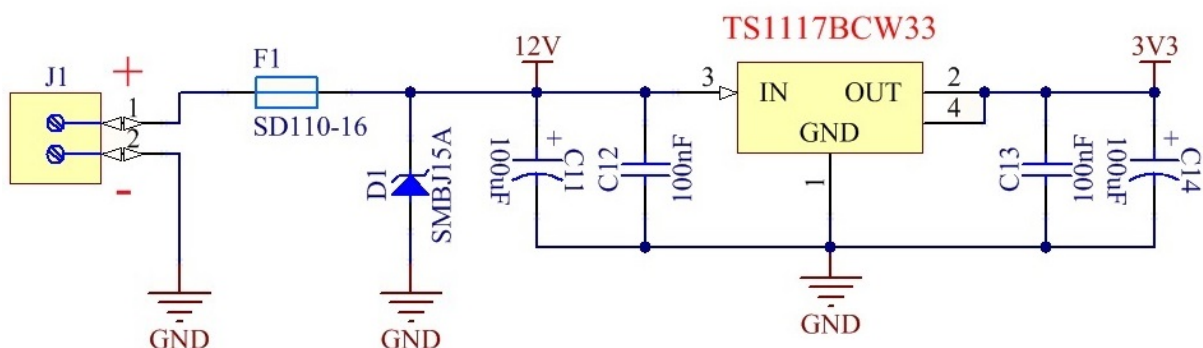 TS1117BCW33
J1
+
1
2
-
F1
SD110-16
GND
D1
SMBJ15A
GND
12V
+
C11
100uF
C12
100nF
3
IN
OUT
GND
2
4
1
GND
C13
100nF
3V3
+
C14
100uF